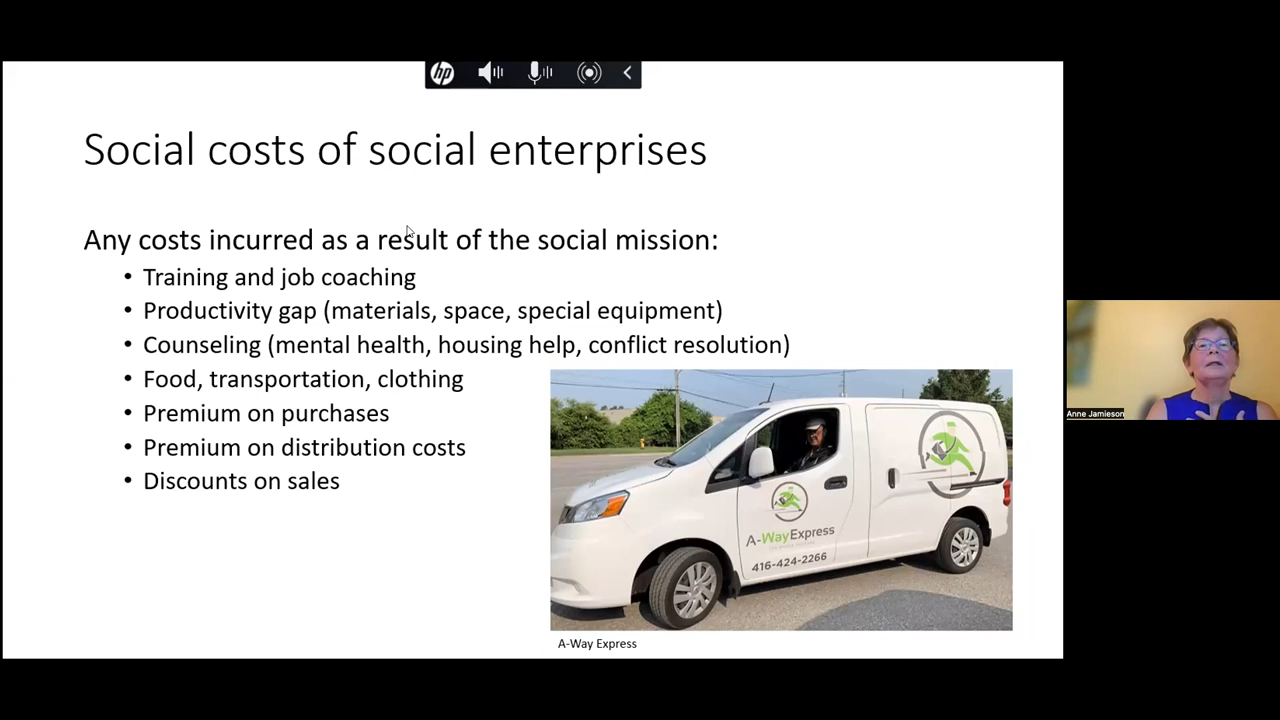 hp
Social costs of social enterprises
Any costs incurred as a result of the social mission:
• Training and job coaching
• Productivity gap (materials, space, special equipment)
• Counseling (mental health, housing help, conflict resolution)
• Food, transportation, clothing
• Premium on purchases
• Premium on distribution costs
• Discounts on sales
A-WayExpress
416-424-2266
A-Way Express
Anne Jamieson